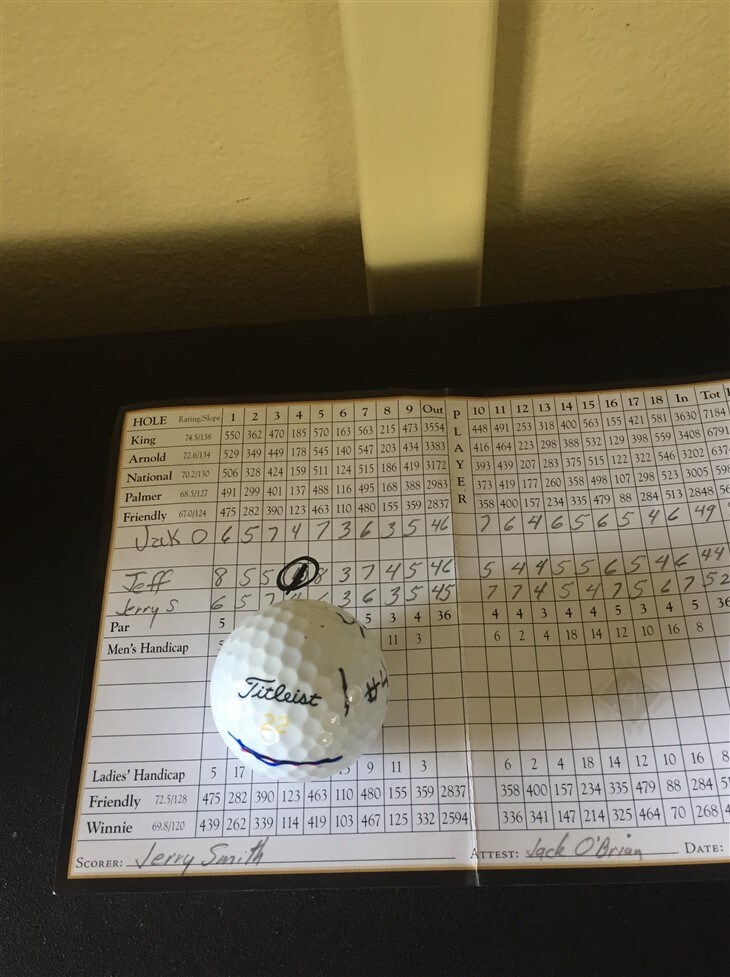 HOLE Rating/Slope 1 2 3 4 5 6 7 8 9 Out PLAYER 10 11 12 13 14 15 16 17 18 In Tot
King 74.5/138 550 362 470 185 570 163 563 215 473 3554 448 491 253 318 400 563 155 421 581 3630 7184
Arnold 72.6/134 529 349 449 178 545 140 547 203 434 3383 416 464 223 298 388 532 129 398 559 3408 6791
National 70.2/130 506 328 424 159 511 124 515 186 419 3172 393 439 207 283 375 515 122 322 546 3202
Palmer 68.5/127 491 299 401 137 488 116 495 168 388 2983 373 419 177 260 358 498 107 298 523 3005
Friendly 67.0/124 475 282 390 123 463 110 480 155 359 2837 358 400 157 234 335 479 88 284 513 2848
Jack O 6 5 7 4 7 3 6 3 5 46 7 6 4 6 5 6 5 4 6 49
Jeff 8 5 5 1 8 3 7 4 5 46 5 4 4 5 5 6 5 4 6 44
Jerry S 6 5 7 3 6 3 5 45 7 7 4 5 4 7 5 6 7 52
Par 5 5 3 4 36 4 4 3 4 4 5 3 4 5 36
Men's Handicap 11 3 6 2 4 18 14 12 10 16 8
Titleist
22
#4
Ladies' Handicap 5 17 9 11 3 6 2 4 18 14 12 10 16 8
Friendly 72.5/128 475 282 390 123 463 110 480 155 359 2837 358 400 157 234 335 479 88 284
Winnie 69.8/120 439 262 339 114 419 103 467 125 332 2594 336 341 147 214 325 464 70 268
SCORER: Jerry Smith ATTEST: Jack O'Brian DATE: